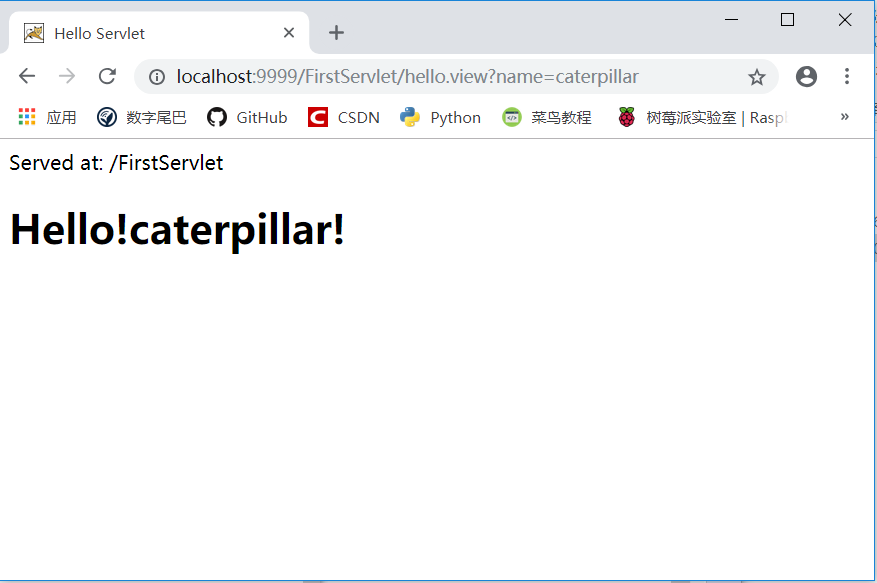 Hello Servlet
localhost:9999/FirstServlet/hello.view?name=caterpillar
应用 数字尾巴 GitHub CSDN Python 菜鸟教程 树莓派实验室 | Rasp »
Served at: /FirstServlet
Hello!caterpillar!